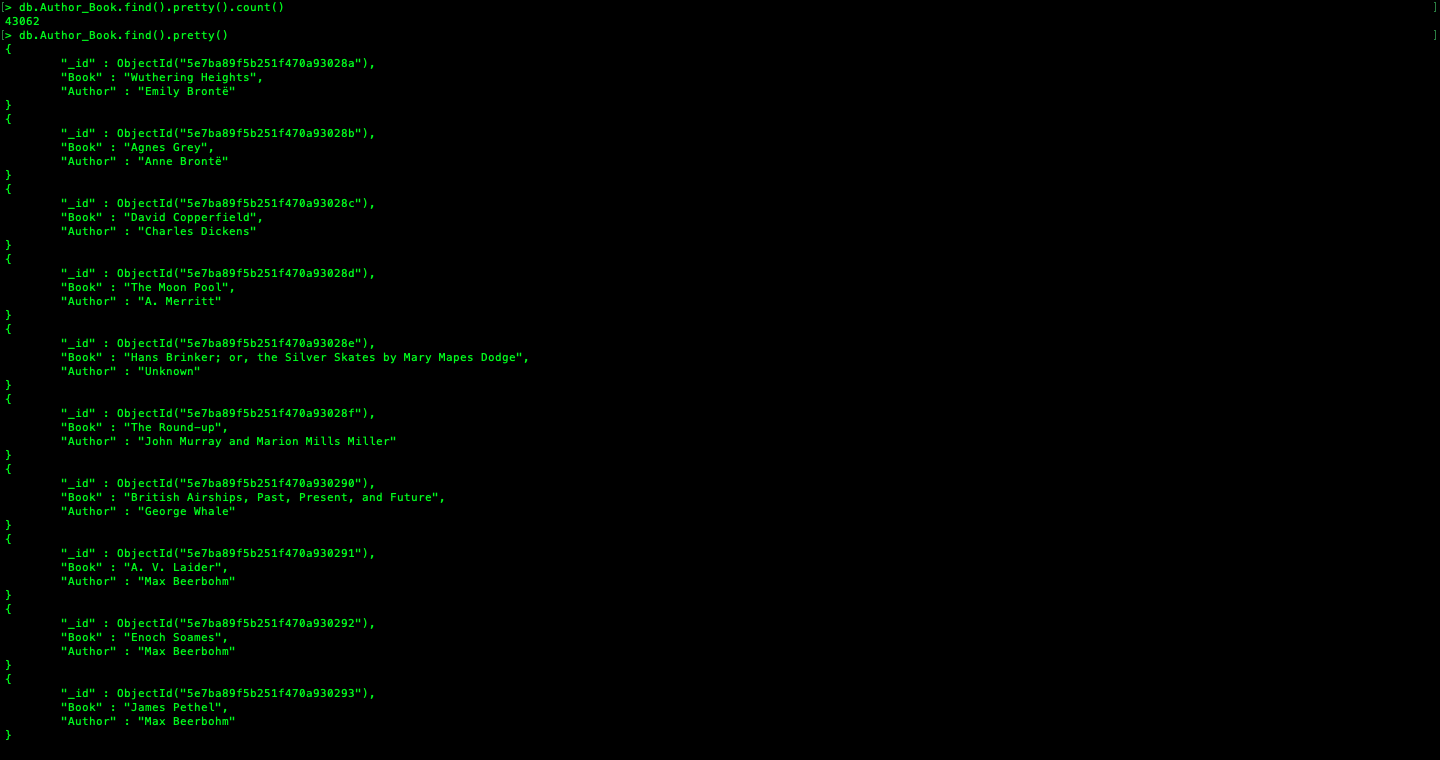 [> db.Author_Book.find().pretty().count() ]
43062
[> db.Author_Book.find().pretty() ]
{
        "_id" : ObjectId("5e7ba89f5b251f470a93028a"),
        "Book" : "Wuthering Heights",
        "Author" : "Emily Brontë"
}
{
        "_id" : ObjectId("5e7ba89f5b251f470a93028b"),
        "Book" : "Agnes Grey",
        "Author" : "Anne Brontë"
}
{
        "_id" : ObjectId("5e7ba89f5b251f470a93028c"),
        "Book" : "David Copperfield",
        "Author" : "Charles Dickens"
}
{
        "_id" : ObjectId("5e7ba89f5b251f470a93028d"),
        "Book" : "The Moon Pool",
        "Author" : "A. Merritt"
}
{
        "_id" : ObjectId("5e7ba89f5b251f470a93028e"),
        "Book" : "Hans Brinker; or, the Silver Skates by Mary Mapes Dodge",
        "Author" : "Unknown"
}
{
        "_id" : ObjectId("5e7ba89f5b251f470a93028f"),
        "Book" : "The Round-up",
        "Author" : "John Murray and Marion Mills Miller"
}
{
        "_id" : ObjectId("5e7ba89f5b251f470a930290"),
        "Book" : "British Airships, Past, Present, and Future",
        "Author" : "George Whale"
}
{
        "_id" : ObjectId("5e7ba89f5b251f470a930291"),
        "Book" : "A. V. Laider",
        "Author" : "Max Beerbohm"
}
{
        "_id" : ObjectId("5e7ba89f5b251f470a930292"),
        "Book" : "Enoch Soames",
        "Author" : "Max Beerbohm"
}
{
        "_id" : ObjectId("5e7ba89f5b251f470a930293"),
        "Book" : "James Pethel",
        "Author" : "Max Beerbohm"
}